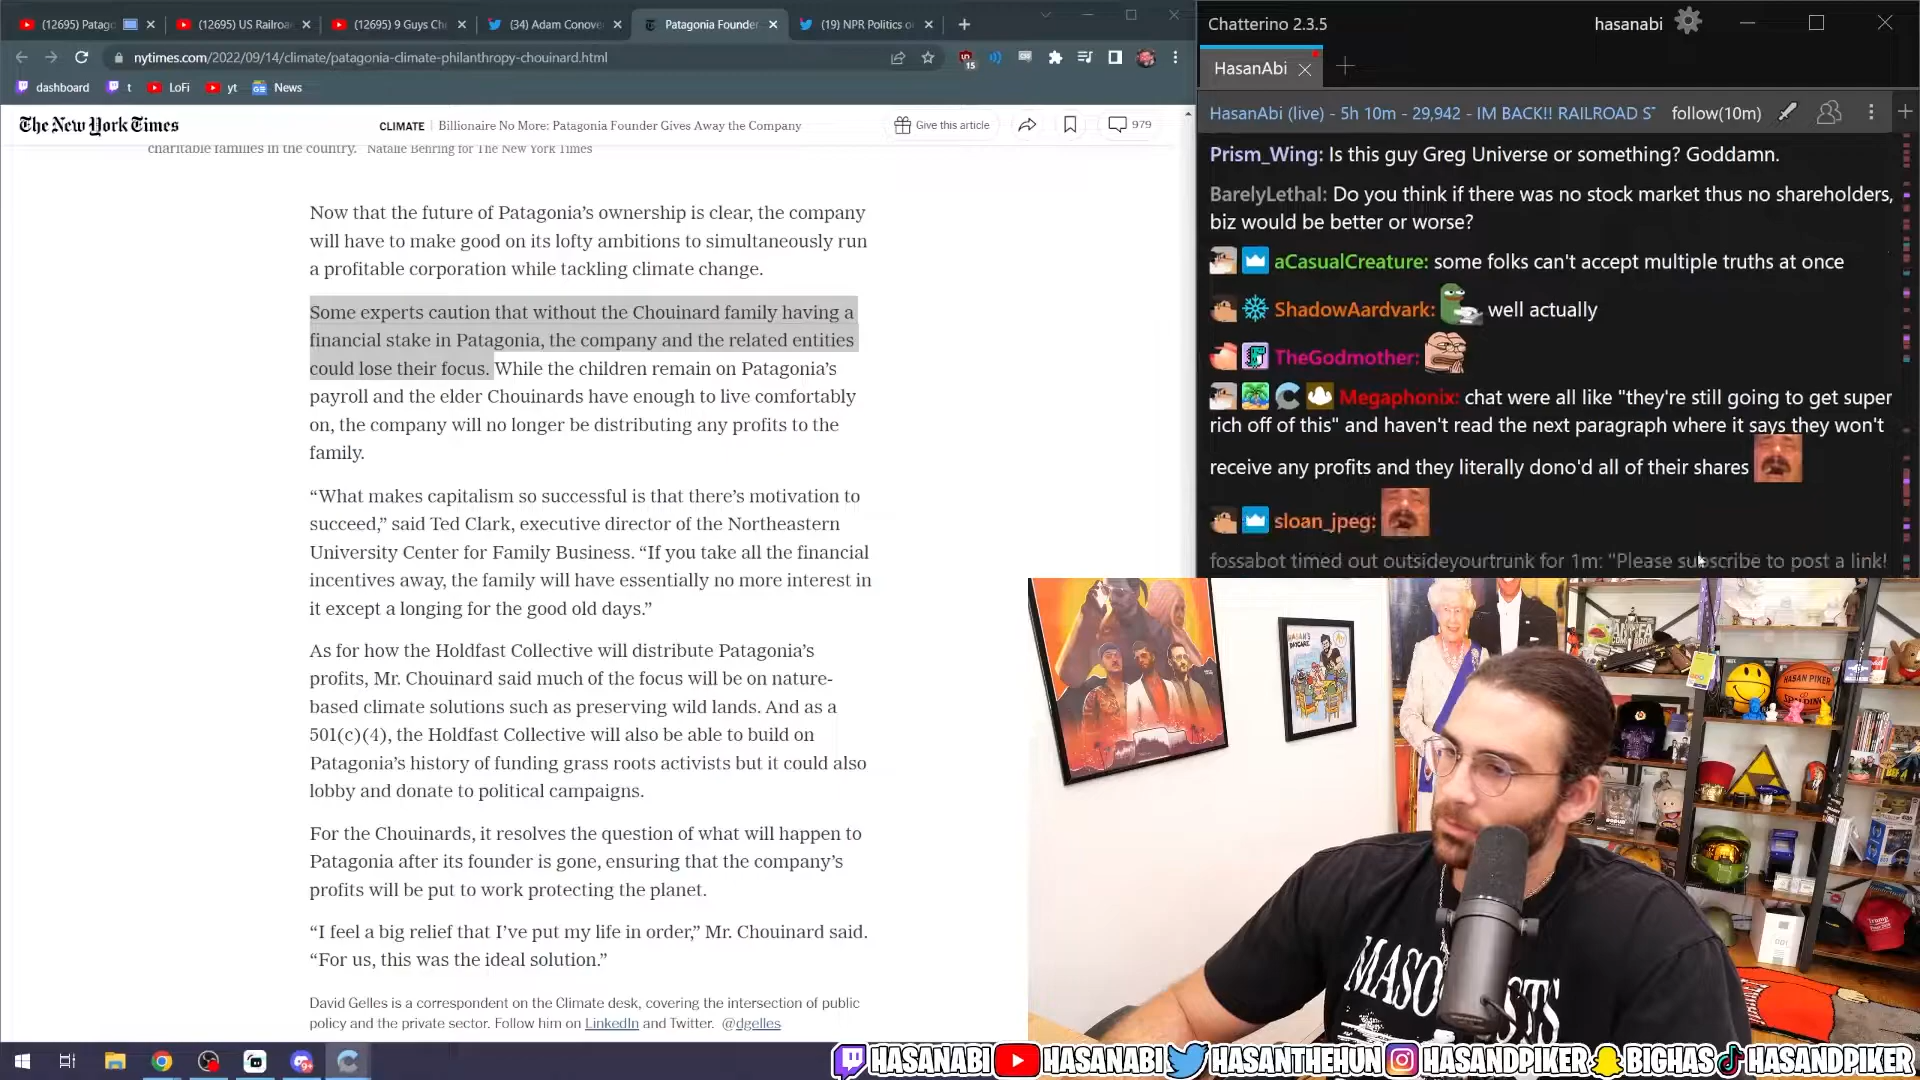 (12695) Patago
(12695) US Railroa
(12695) 9 Guys Ch
(34) Adam Conove
Patagonia Founder
(19) NPR Politics o
nytimes.com/2022/09/14/climate/patagonia-climate-philanthropy-chouinard.html
15
dashboard
t
LoFi
yt
News
The New York Times
CLIMATE | Billionaire No More: Patagonia Founder Gives Away the Company
Give this article
979
charitable families in the country. Natalie Behring for The New York Times
Now that the future of Patagonia’s ownership is clear, the company
will have to make good on its lofty ambitions to simultaneously run
a profitable corporation while tackling climate change.
Some experts caution that without the Chouinard family having a
financial stake in Patagonia, the company and the related entities
could lose their focus. While the children remain on Patagonia’s
payroll and the elder Chouinards have enough to live comfortably
on, the company will no longer be distributing any profits to the
family.
“What makes capitalism so successful is that there’s motivation to
succeed,” said Ted Clark, executive director of the Northeastern
University Center for Family Business. “If you take all the financial
incentives away, the family will have essentially no more interest in
it except a longing for the good old days.”
As for how the Holdfast Collective will distribute Patagonia’s
profits, Mr. Chouinard said much of the focus will be on nature-
based climate solutions such as preserving wild lands. And as a
501(c)(4), the Holdfast Collective will also be able to build on
Patagonia’s history of funding grass roots activists but it could also
lobby and donate to political campaigns.
For the Chouinards, it resolves the question of what will happen to
Patagonia after its founder is gone, ensuring that the company’s
profits will be put to work protecting the planet.
“I feel a big relief that I’ve put my life in order,” Mr. Chouinard said.
“For us, this was the ideal solution.”
David Gelles is a correspondent on the Climate desk, covering the intersection of public
policy and the private sector. Follow him on LinkedIn and Twitter. @dgelles
Chatterino 2.3.5
hasanabi
HasanAbi
HasanAbi (live) - 5h 10m - 29,942 - IM BACK!! RAILROAD ST
follow(10m)
Prism_Wing: Is this guy Greg Universe or something? Goddamn.
BarelyLethal: Do you think if there was no stock market thus no shareholders,
biz would be better or worse?
aCasualCreature: some folks can't accept multiple truths at once
ShadowAardvark: well actually
TheGodmother:
Megaphonix: chat were all like "they're still going to get super
rich off of this" and haven't read the next paragraph where it says they won't
receive any profits and they literally dono'd all of their shares
sloan_jpeg:
fossabot timed out outsideyourtrunk for 1m: "Please subscribe to post a link!
HASAN'S
DAYCARE
HASAN PIKER
SPALDING
HASANABI HASANABI HASANTHEHUN HASANDPIKER BIGHAS HASANDPIKER